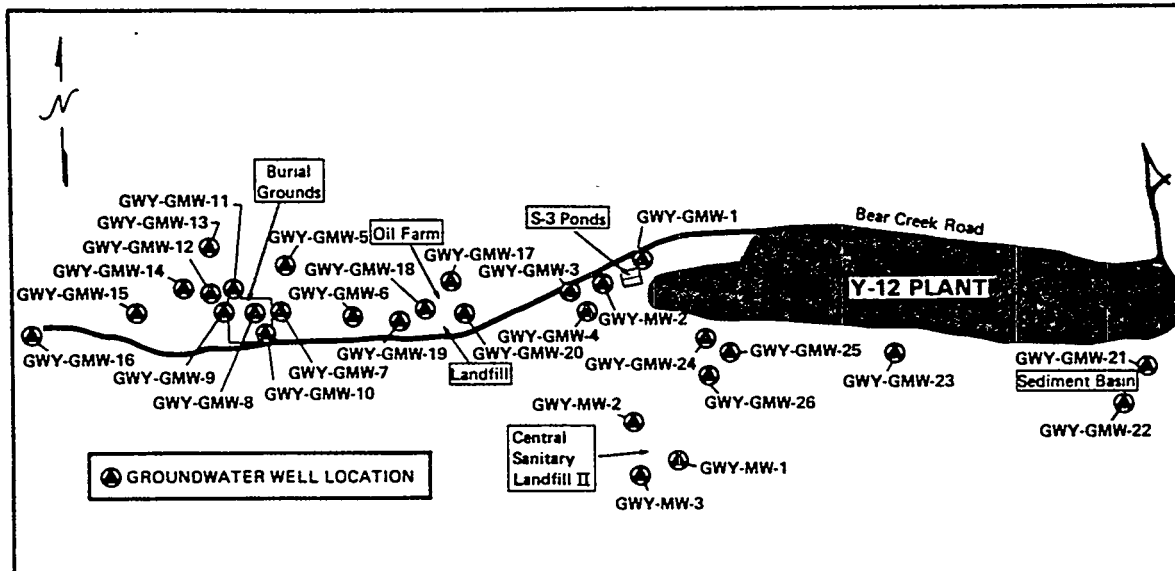 N
Burial
Grounds
GWY-GMW-11
GWY-GMW-13
GWY-GMW-12
GWY-GMW-14
GWY-GMW-15
GWY-GMW-16
GWY-GMW-9
GWY-GMW-8
GWY-GMW-10
GWY-GMW-7
GWY-GMW-5
GWY-GMW-6
Oil Farm
GWY-GMW-18
GWY-GMW-17
GWY-GMW-19
GWY-GMW-20
Landfill
S-3 Ponds
GWY-GMW-3
GWY-GMW-4
GWY-GMW-1
GWY-MW-2
Bear Creek Road
Y-12 PLANT
GWY-GMW-24
GWY-GMW-25
GWY-GMW-26
GWY-GMW-23
GWY-GMW-21
Sediment Basin
GWY-GMW-22
GWY-MW-2
Central
Sanitary
Landfill II
GWY-MW-1
GWY-MW-3
GROUNDWATER WELL LOCATION